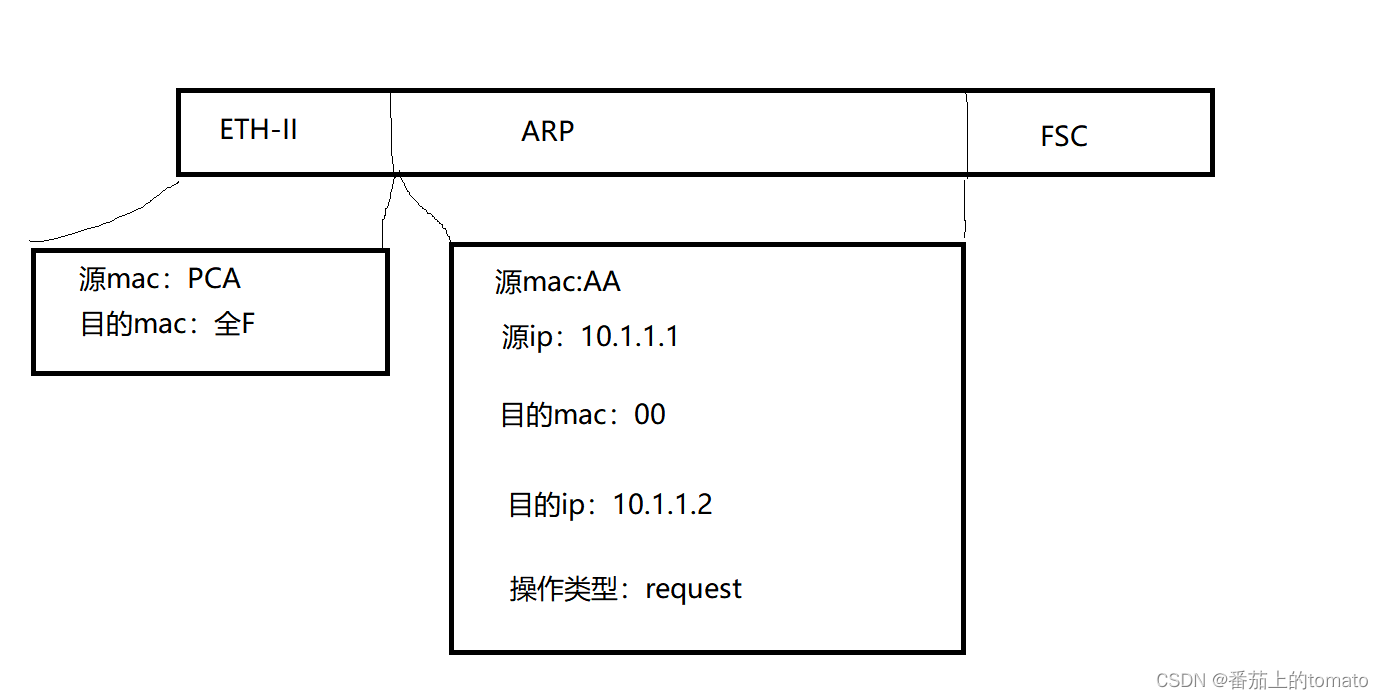 ETH-II
ARP
FSC
源mac：PCA
目的mac：全F
源mac:AA
源ip：10.1.1.1
目的mac：00
目的ip：10.1.1.2
操作类型：request
CSDN @番茄上的tomato